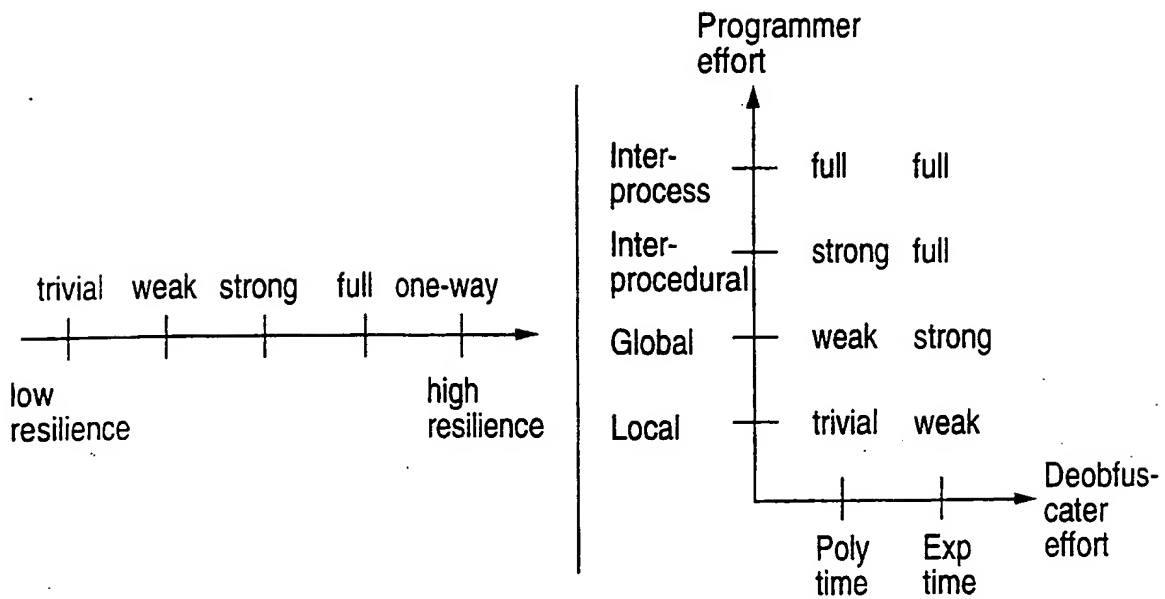 trivial weak strong full one-way
low
resilience
high
resilience
Programmer
effort
Inter-
process
full full
Inter-
procedural
strong full
Global
weak strong
Local
trivial weak
Poly
time
Exp
time
Deobfus-
cater
effort